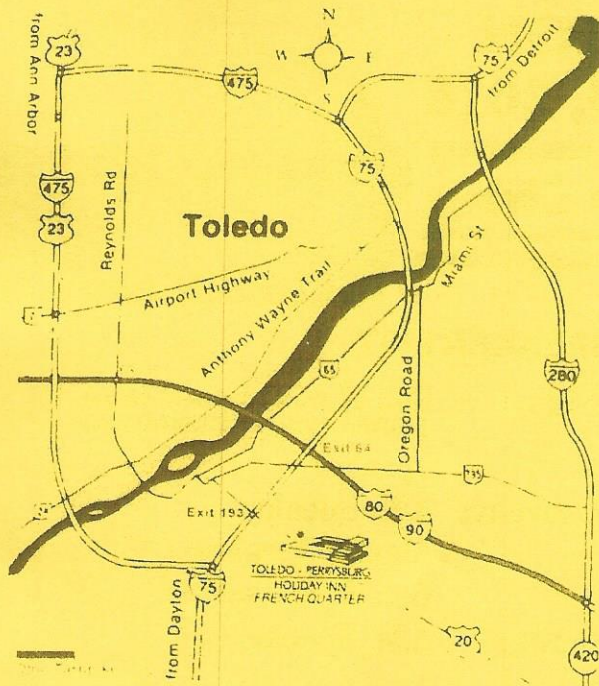 N
W E
S
from Ann Arbor
23
475
75
from Detroit
475
23
Reynolds Rd
75
Toledo
Miami St
Airport Highway
Anthony Wayne Trail
65
280
Oregon Road
Exit 64
795
Exit 193
80
90
TOLEDO - PERRYSBURG
HOLIDAY INN
FRENCH QUARTER
75
from Dayton
20
420